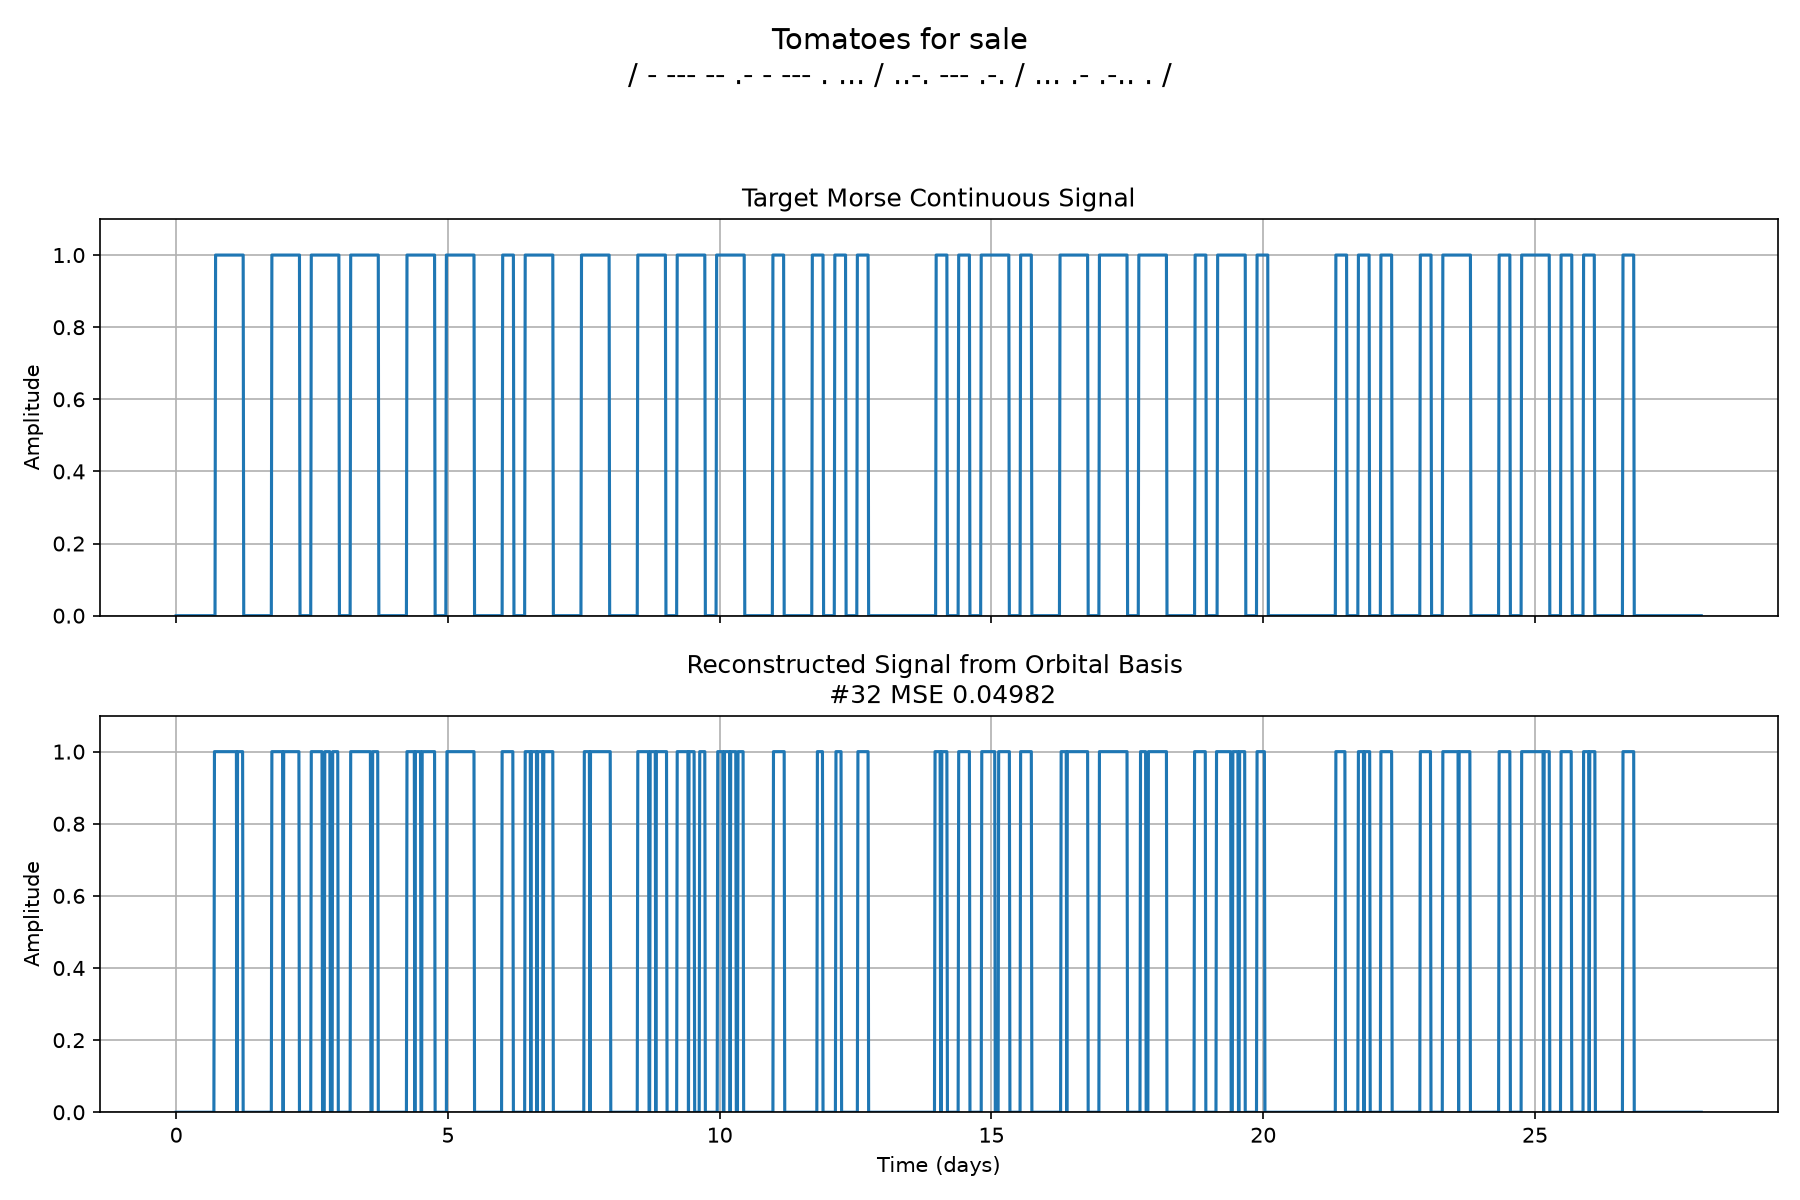 Tomatoes for sale
/ - --- -- .- - --- . ... / ..-. --- .-. / ... .- .-.. . /
Target Morse Continuous Signal
1.0
0.8
0.6
0.4
0.2
0.0
Amplitude
Reconstructed Signal from Orbital Basis
#32 MSE 0.04982
1.0
0.8
0.6
0.4
0.2
0.0
Amplitude
0 5 10 15 20 25
Time (days)